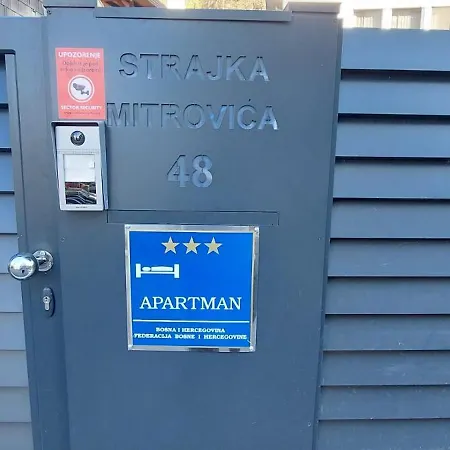 UPOZORENJE
SECTOR SECURITY
STRAJKA
MITROVIĆA
48
APARTMAN
BOSNA I HERCEGOVINA
FEDERACIJA BOSNE I HERCEGOVINE